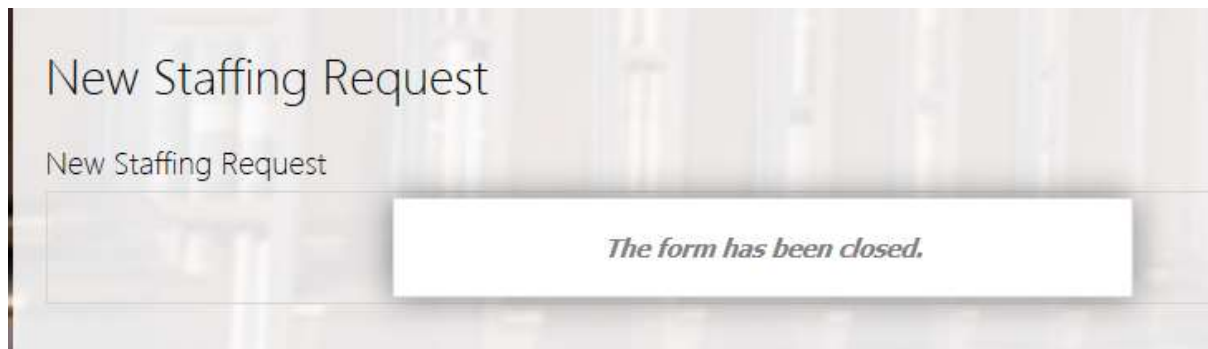 New Staffing Request
New Staffing Request
The form has been closed.